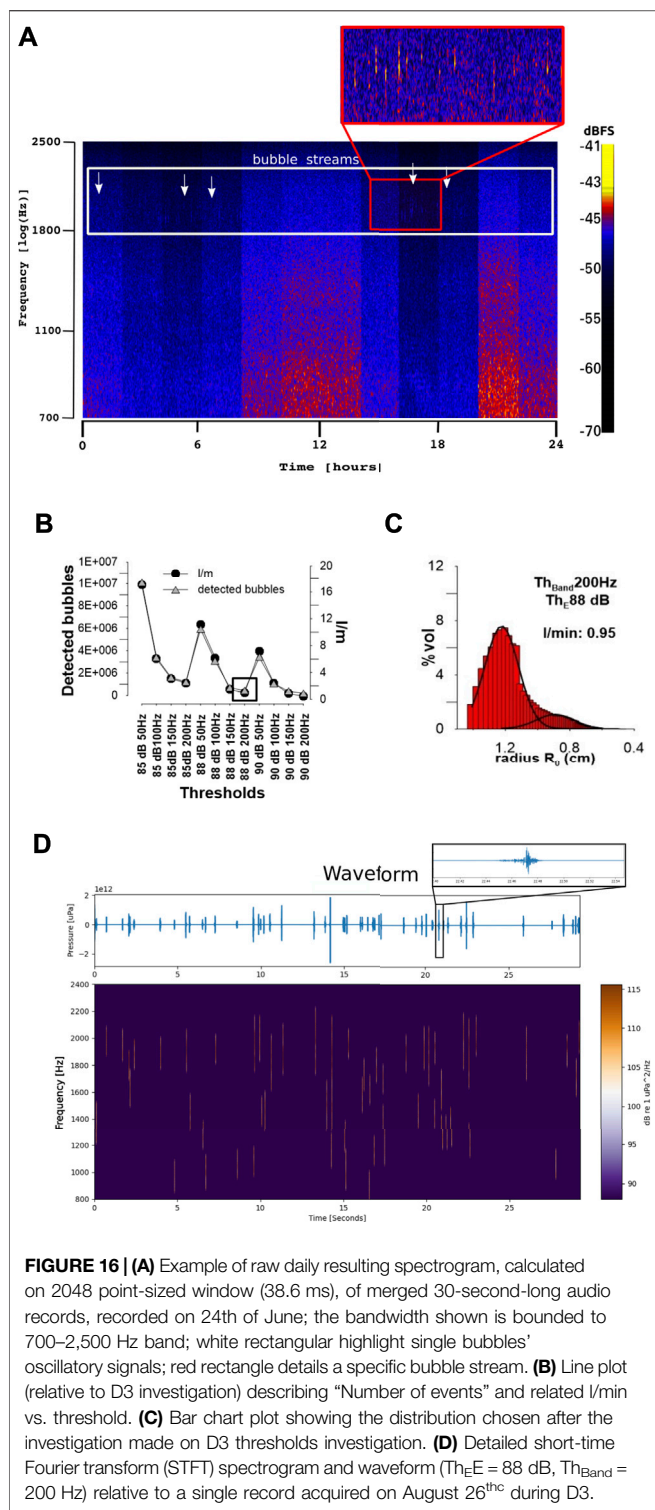 A
dBFS
2500
1800
1100
700
Frequency [log(Hz)]
bubble streams
-41
-43
-45
-50
-55
-60
-70
0
6
12
18
24
Time [hours|
B
Detected bubbles
1E+007
1E+007
8E+006
6E+006
4E+006
2E+006
0
l/m
detected bubbles
20
16
12
8
4
0
l/m
85 dB 50Hz
85 dB100Hz
85dB 150Hz
85dB 200Hz
88 dB 50Hz
88 dB 100Hz
88 dB 150Hz
88 dB 200Hz
90 dB 50Hz
90 dB 100Hz
90 dB 150Hz
90 dB 200Hz
Thresholds
C
% vol
12
8
4
0
Th_Band200Hz
Th_E88 dB
l/min: 0.95
1.2
0.8
0.4
radius R₀ (cm)
D
Waveform
1e12
Pressure [uPa]
2
0
−2
0
5
10
15
20
25
Frequency [Hz]
2400
2200
2000
1800
1600
1400
1200
1000
800
0
5
10
15
20
25
Time [Seconds]
115
110
105
100
95
90
dB re 1 uPa^2/Hz
FIGURE 16 | (A) Example of raw daily resulting spectrogram, calculated
on 2048 point-sized window (38.6 ms), of merged 30-second-long audio
records, recorded on 24th of June; the bandwidth shown is bounded to
700–2,500 Hz band; white rectangular highlight single bubbles'
oscillatory signals; red rectangle details a specific bubble stream. (B) Line plot
(relative to D3 investigation) describing "Number of events" and related l/min
vs. threshold. (C) Bar chart plot showing the distribution chosen after the
investigation made on D3 thresholds investigation. (D) Detailed short-time
Fourier transform (STFT) spectrogram and waveform (Th_EE = 88 dB, Th_Band =
200 Hz) relative to a single record acquired on August 26thc during D3.